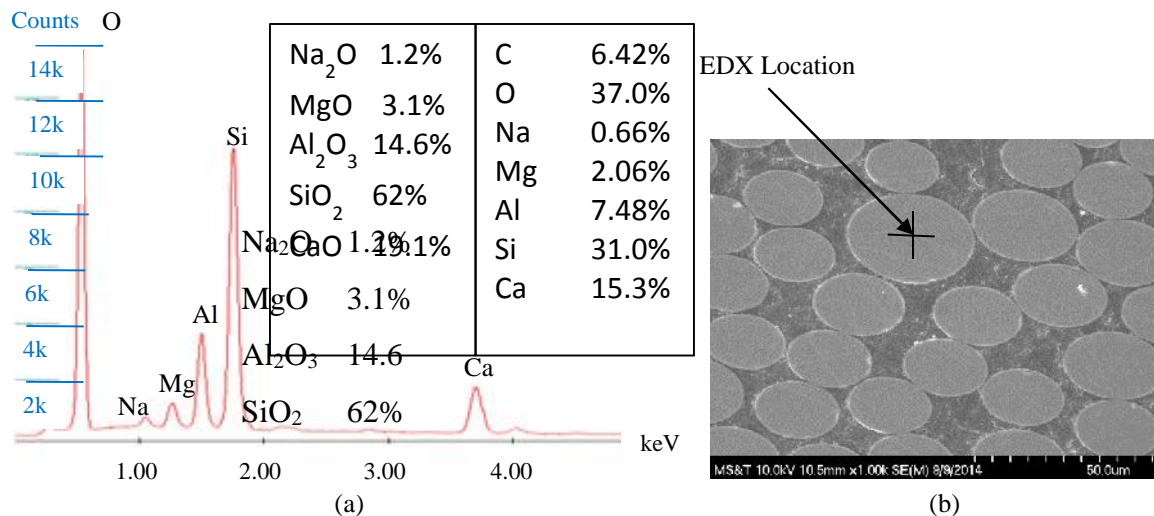 Counts O
14k
12k
10k
8k
6k
4k
2k
Na
Mg
Al
Si
Ca
1.00 2.00 3.00 4.00
keV
Na2O 1.2%
MgO 3.1%
Al2O3 14.6%
SiO2 62%
CaO 19.1%
Na2O 1.2%
MgO 3.1%
Al2O3 14.6
SiO2 62%
C 6.42%
O 37.0%
Na 0.66%
Mg 2.06%
Al 7.48%
Si 31.0%
Ca 15.3%
(a)
EDX Location
MS&T 10.0kV 10.5mm x1.00k SE(M) 8/9/2014 50.0um
(b)